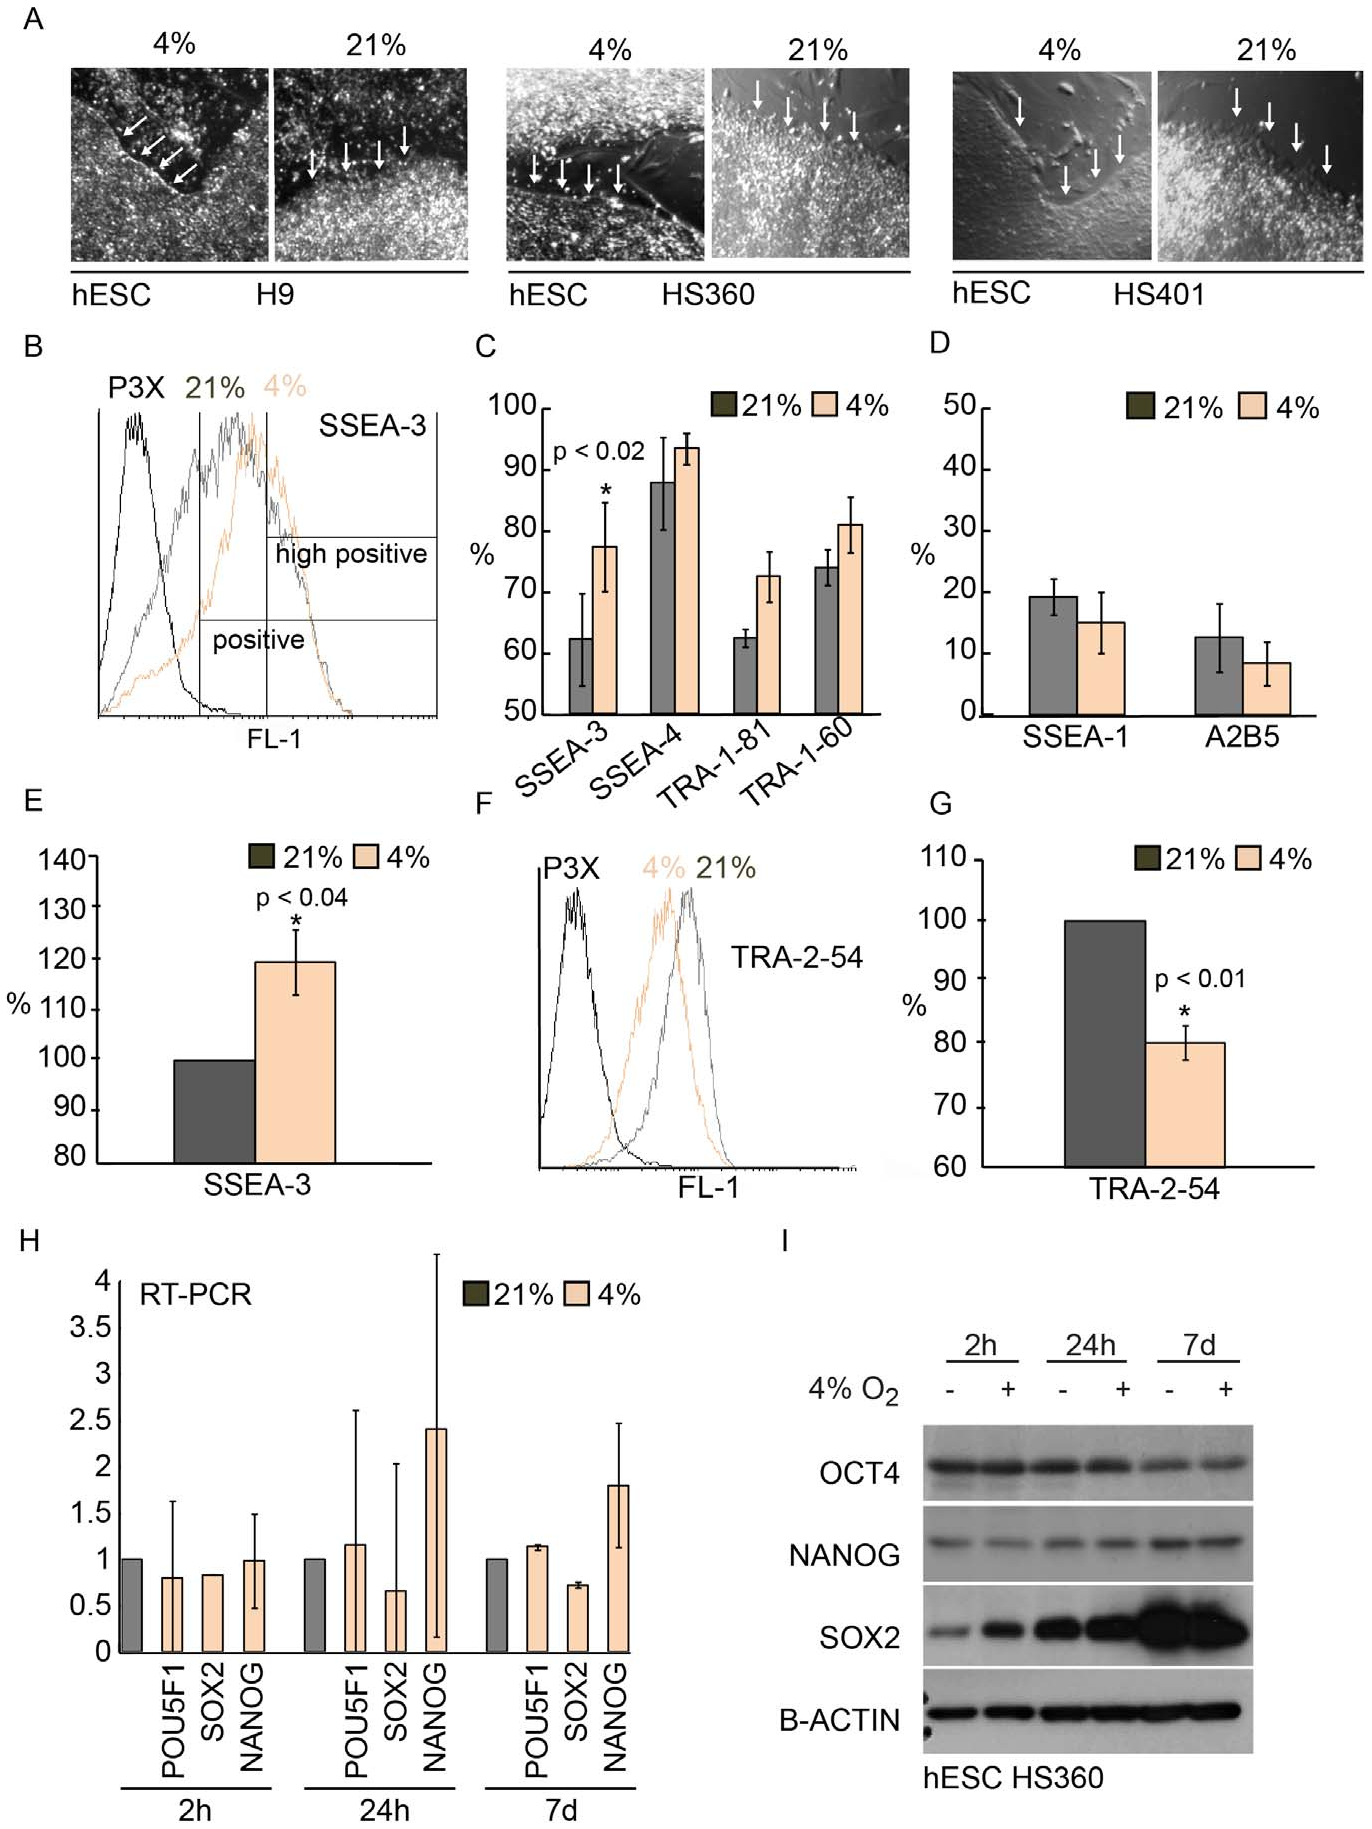 A
4% 21% 4% 21% 4% 21%
hESC H9 hESC HS360 hESC HS401
B
P3X 21% 4%
SSEA-3
high positive
positive
FL-1
C
21% 4%
100
90
80
70
60
50
%
p < 0.02
*
SSEA-3 SSEA-4 TRA-1-81 TRA-1-60
D
21% 4%
50
40
30
20
10
0
%
SSEA-1 A2B5
E
21% 4%
140
130
120
110
100
90
80
%
p < 0.04
*
SSEA-3
F
P3X 4% 21%
TRA-2-54
FL-1
G
21% 4%
110
100
90
80
70
60
%
p < 0.01
*
TRA-2-54
H
RT-PCR
21% 4%
4
3.5
3
2.5
2
1.5
1
0.5
0
POU5F1 SOX2 NANOG POU5F1 SOX2 NANOG POU5F1 SOX2 NANOG
2h 24h 7d
I
2h 24h 7d
4% O2 - + - + - +
OCT4
NANOG
SOX2
B-ACTIN
hESC HS360